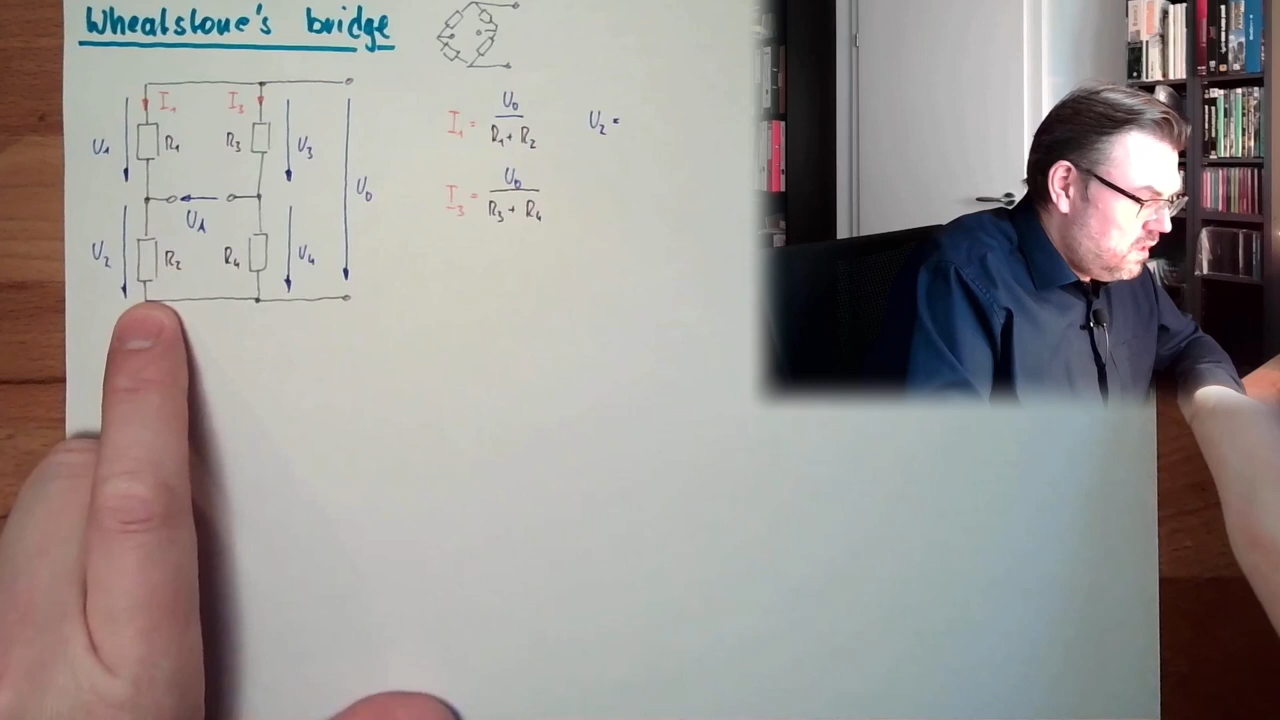 Wheatstone's bridge
I₁ I₃
U₁ R₁ R₃ U₃
U₀
U₂ R₂ R₄ U₄
I₁ = U₀ / (R₁ + R₂) U₂ =
I₃ = U₀ / (R₃ + R₄)